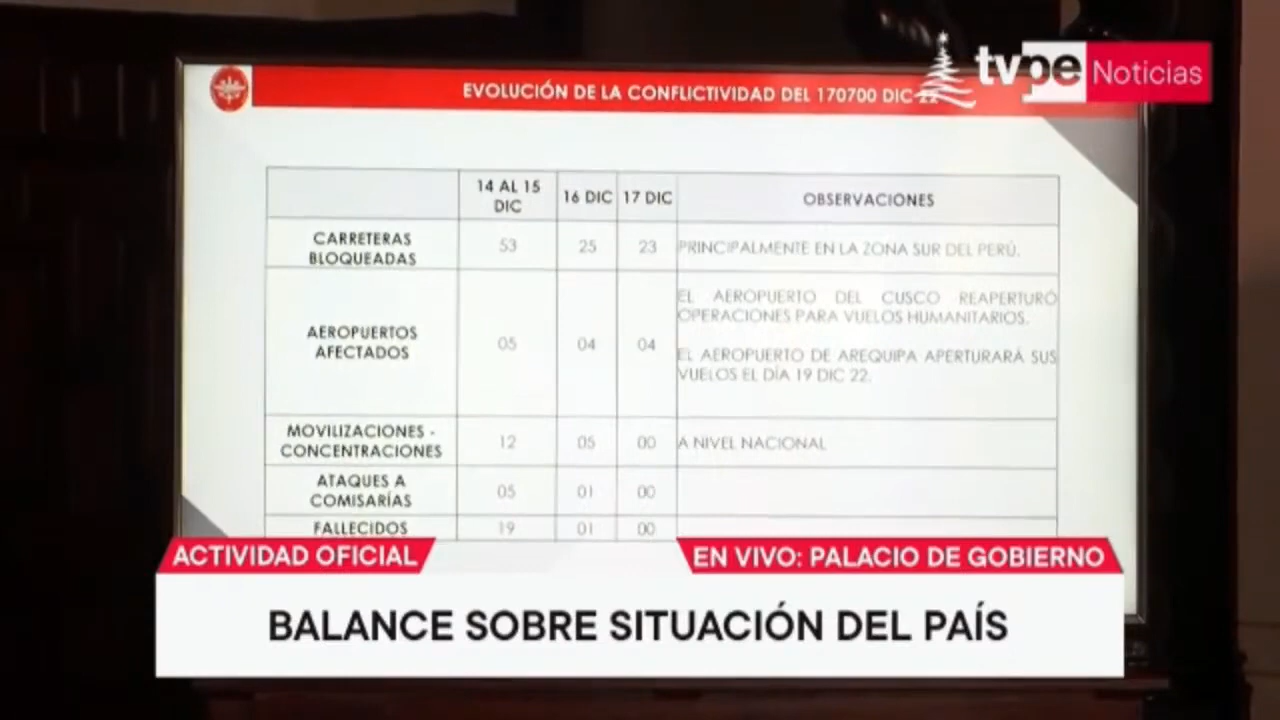 tvpe Noticias
EVOLUCIÓN DE LA CONFLICTIVIDAD DEL 170700 DIC 22
14 AL 15
DIC
16 DIC
17 DIC
OBSERVACIONES
CARRETERAS
BLOQUEADAS
53
25
23
PRINCIPALMENTE EN LA ZONA SUR DEL PERÚ.
AEROPUERTOS
AFECTADOS
05
04
04
EL AEROPUERTO DEL CUSCO REAPERTURÓ
OPERACIONES PARA VUELOS HUMANITARIOS.
EL AEROPUERTO DE AREQUIPA APERTURARÁ SUS
VUELOS EL DÍA 19 DIC 22.
MOVILIZACIONES -
CONCENTRACIONES
12
05
00
A NIVEL NACIONAL
ATAQUES A
COMISARÍAS
05
01
00
FALLECIDOS
19
01
00
ACTIVIDAD OFICIAL
EN VIVO: PALACIO DE GOBIERNO
BALANCE SOBRE SITUACIÓN DEL PAÍS